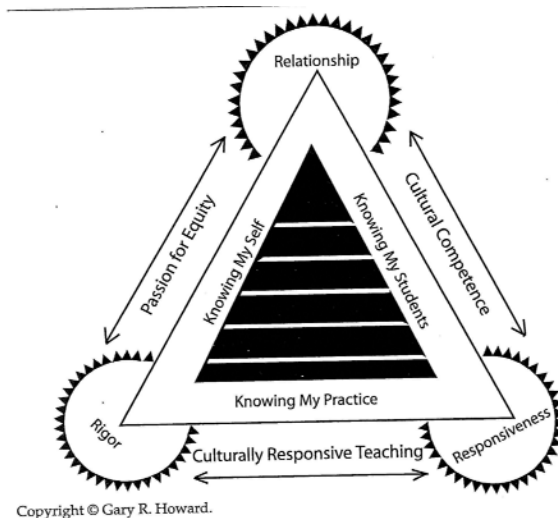 Relationship
Passion for Equity
Knowing My Self
Knowing My Students
Cultural Competence
Knowing My Practice
Rigor
Culturally Responsive Teaching
Responsiveness
Copyright © Gary R. Howard.